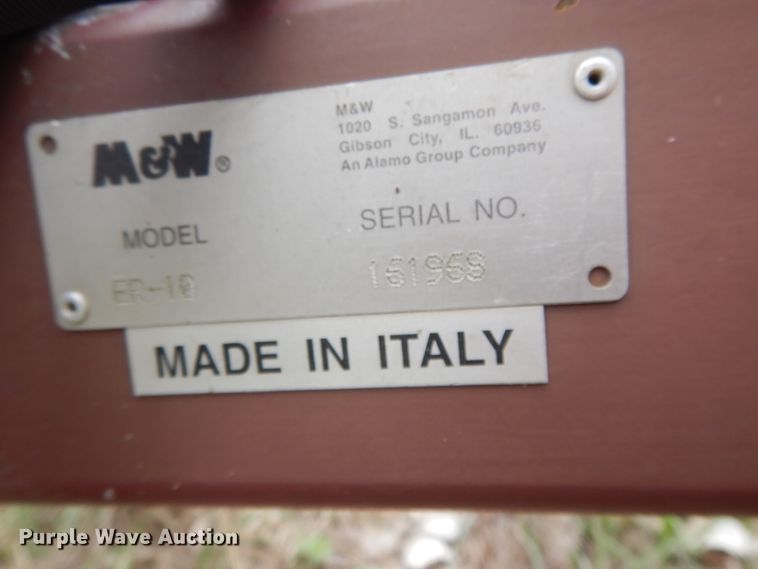 M&W®
M&W
1020 S. Sangamon Ave.
Gibson City, IL. 60936
An Alamo Group Company
MODEL
SERIAL NO.
ER-10
161968
MADE IN ITALY
Purple Wave Auction